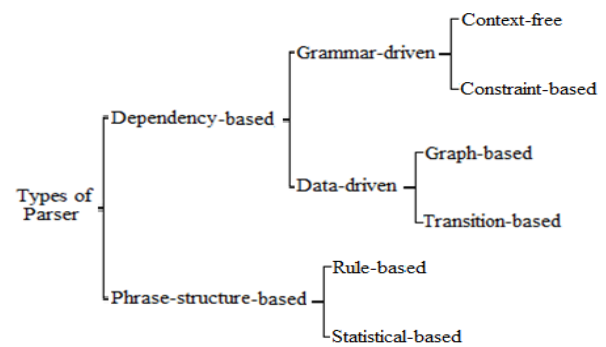 Context-free
Grammar-driven
Constraint-based
Dependency-based
Graph-based
Data-driven
Transition-based
Types of
Parser
Rule-based
Phrase-structure-based
Statistical-based